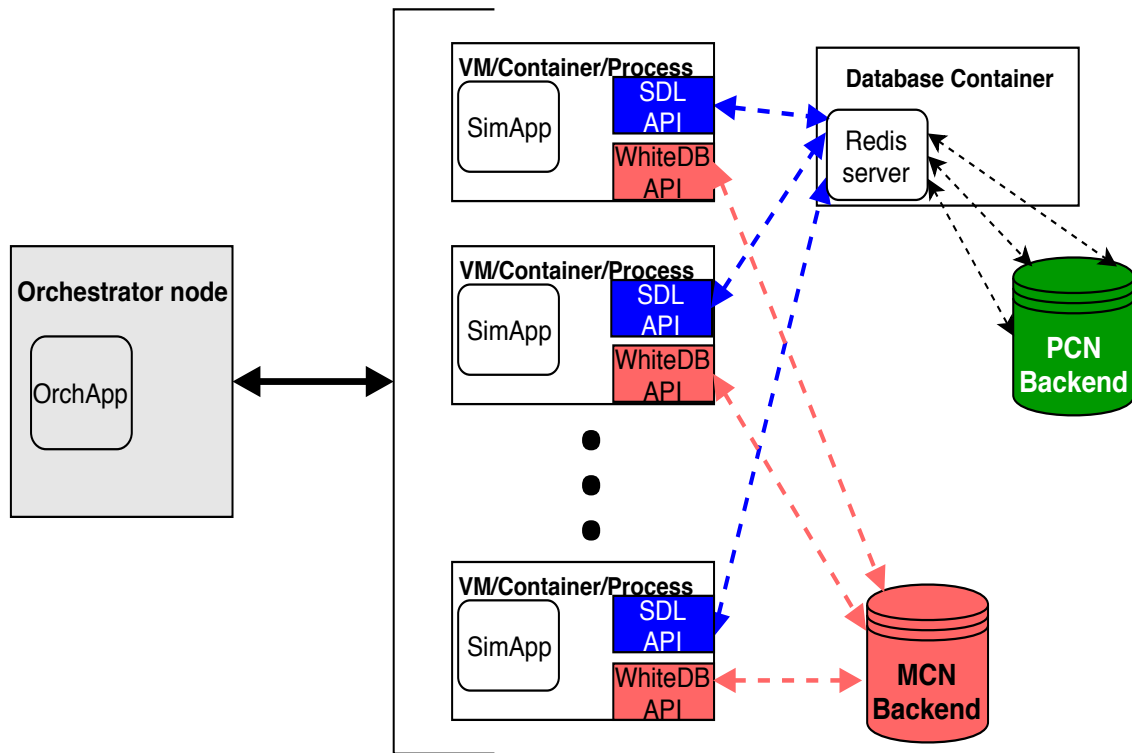 Orchestrator node
OrchApp
VM/Container/Process
SimApp
SDL
API
WhiteDB
API
VM/Container/Process
SimApp
SDL
API
WhiteDB
API
VM/Container/Process
SimApp
SDL
API
WhiteDB
API
Database Container
Redis
server
PCN
Backend
MCN
Backend